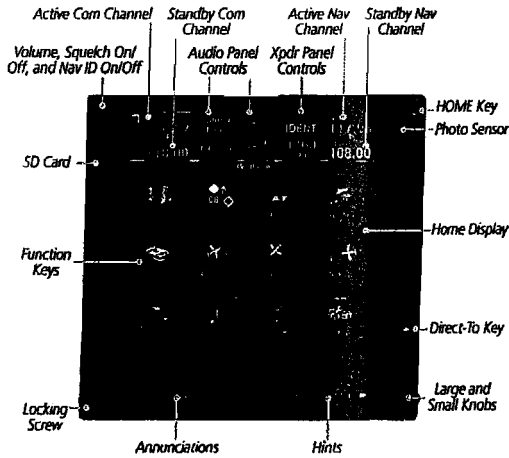 Active Com Channel
Standby Com Channel
Active Nav Channel
Standby Nav Channel
Volume, Squelch On/
Off, and Nav ID On/Off
Audio Panel Controls
Xpdr Panel Controls
HOME Key
Photo Sensor
SD Card
IDENT
108.00
Home Display
Function Keys
Direct-To Key
Large and Small Knobs
Locking Screw
Annunciations
Hints